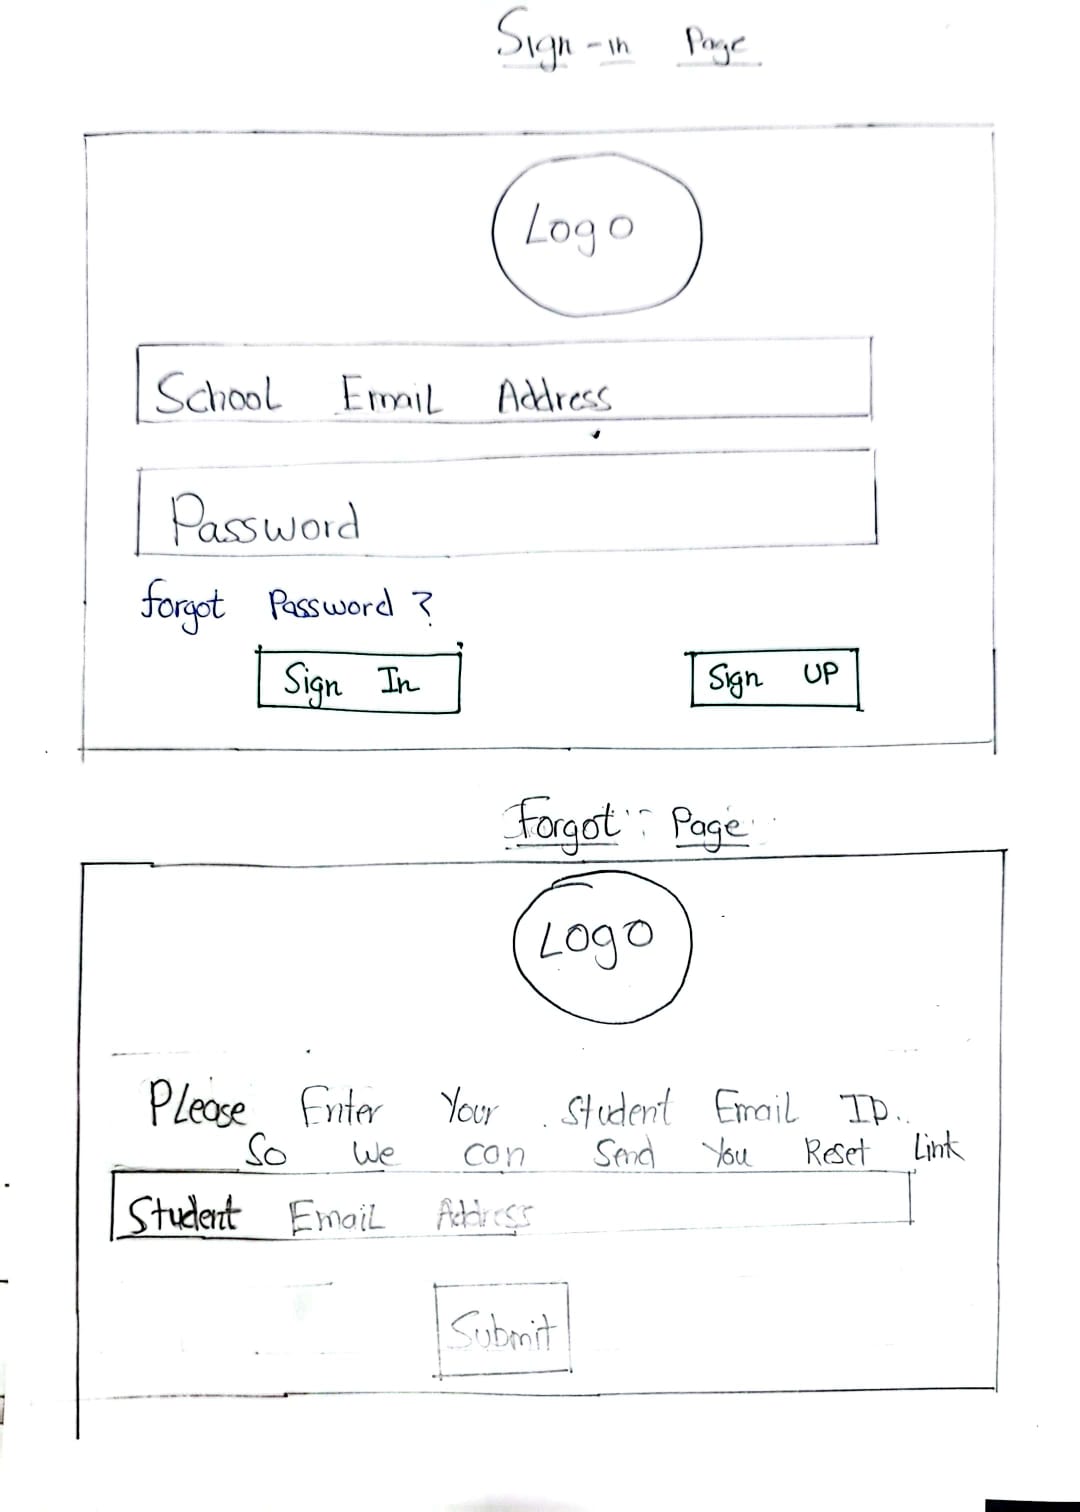 Sign-in Page
Logo
School Email Address
Password
forgot Password ?
Sign In
Sign UP
Forgot Page
Logo
Please Enter Your Student Email ID..
So We can Send You Reset Link
Student Email Address
Submit